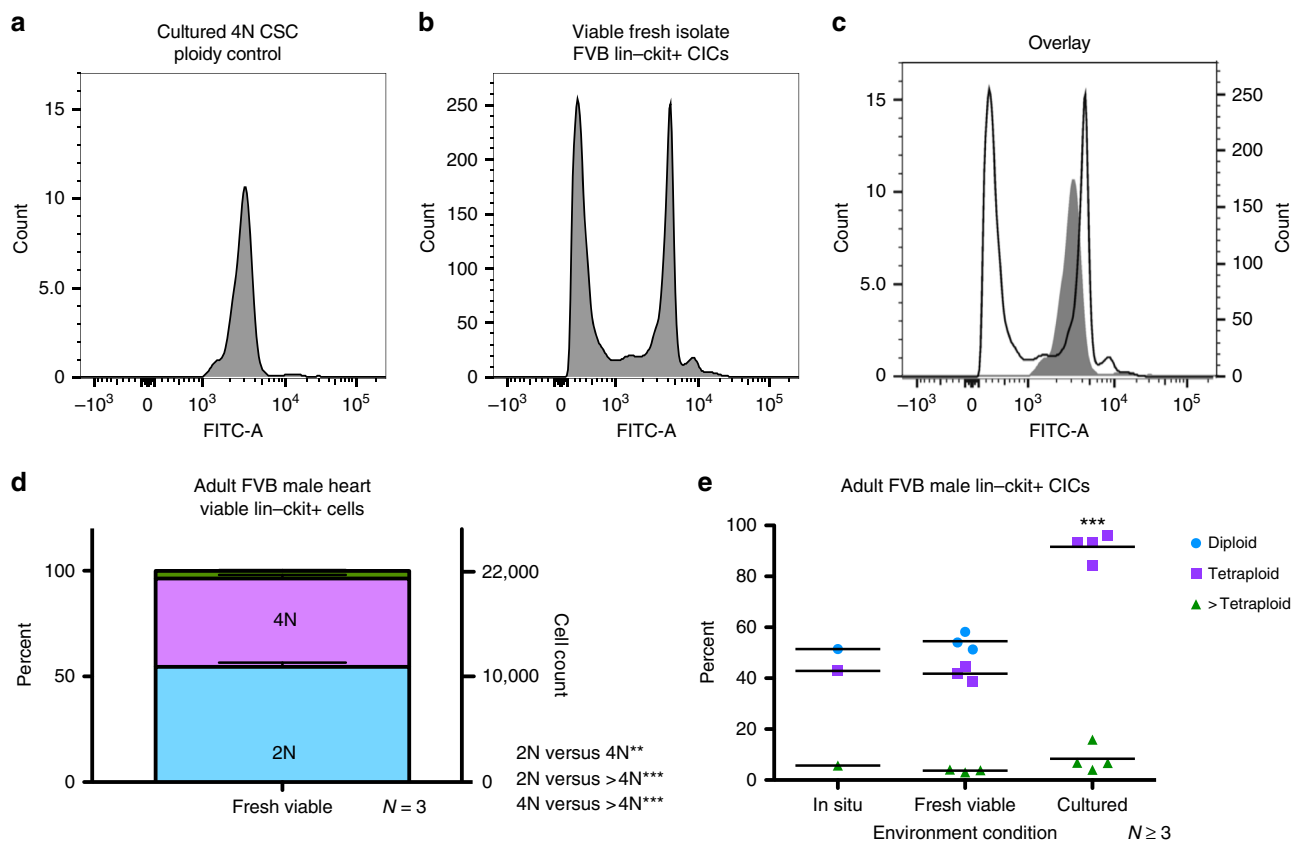 a
Cultured 4N CSC
ploidy control
Count
15
10
5.0
0
–10³ 0 10³ 10⁴ 10⁵
FITC-A
b
Viable fresh isolate
FVB lin–ckit+ CICs
Count
250
200
150
100
50
0
–10³ 0 10³ 10⁴ 10⁵
FITC-A
c
Overlay
Count
15
10
5.0
0
250
200
150
100
50
0
Count
–10³ 0 10³ 10⁴ 10⁵
FITC-A
d
Adult FVB male heart
viable lin–ckit+ cells
Percent
100
50
0
4N
2N
22,000
10,000
0
Cell count
Fresh viable N = 3
2N versus 4N**
2N versus >4N***
4N versus >4N***
e
Adult FVB male lin–ckit+ CICs
Percent
100
80
60
40
20
0
***
Diploid
Tetraploid
> Tetraploid
In situ Fresh viable Cultured
Environment condition N ≥ 3